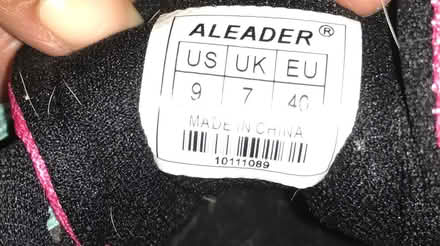 ALEADER®
US UK EU
9 7 40
MADE IN CHINA
10111089